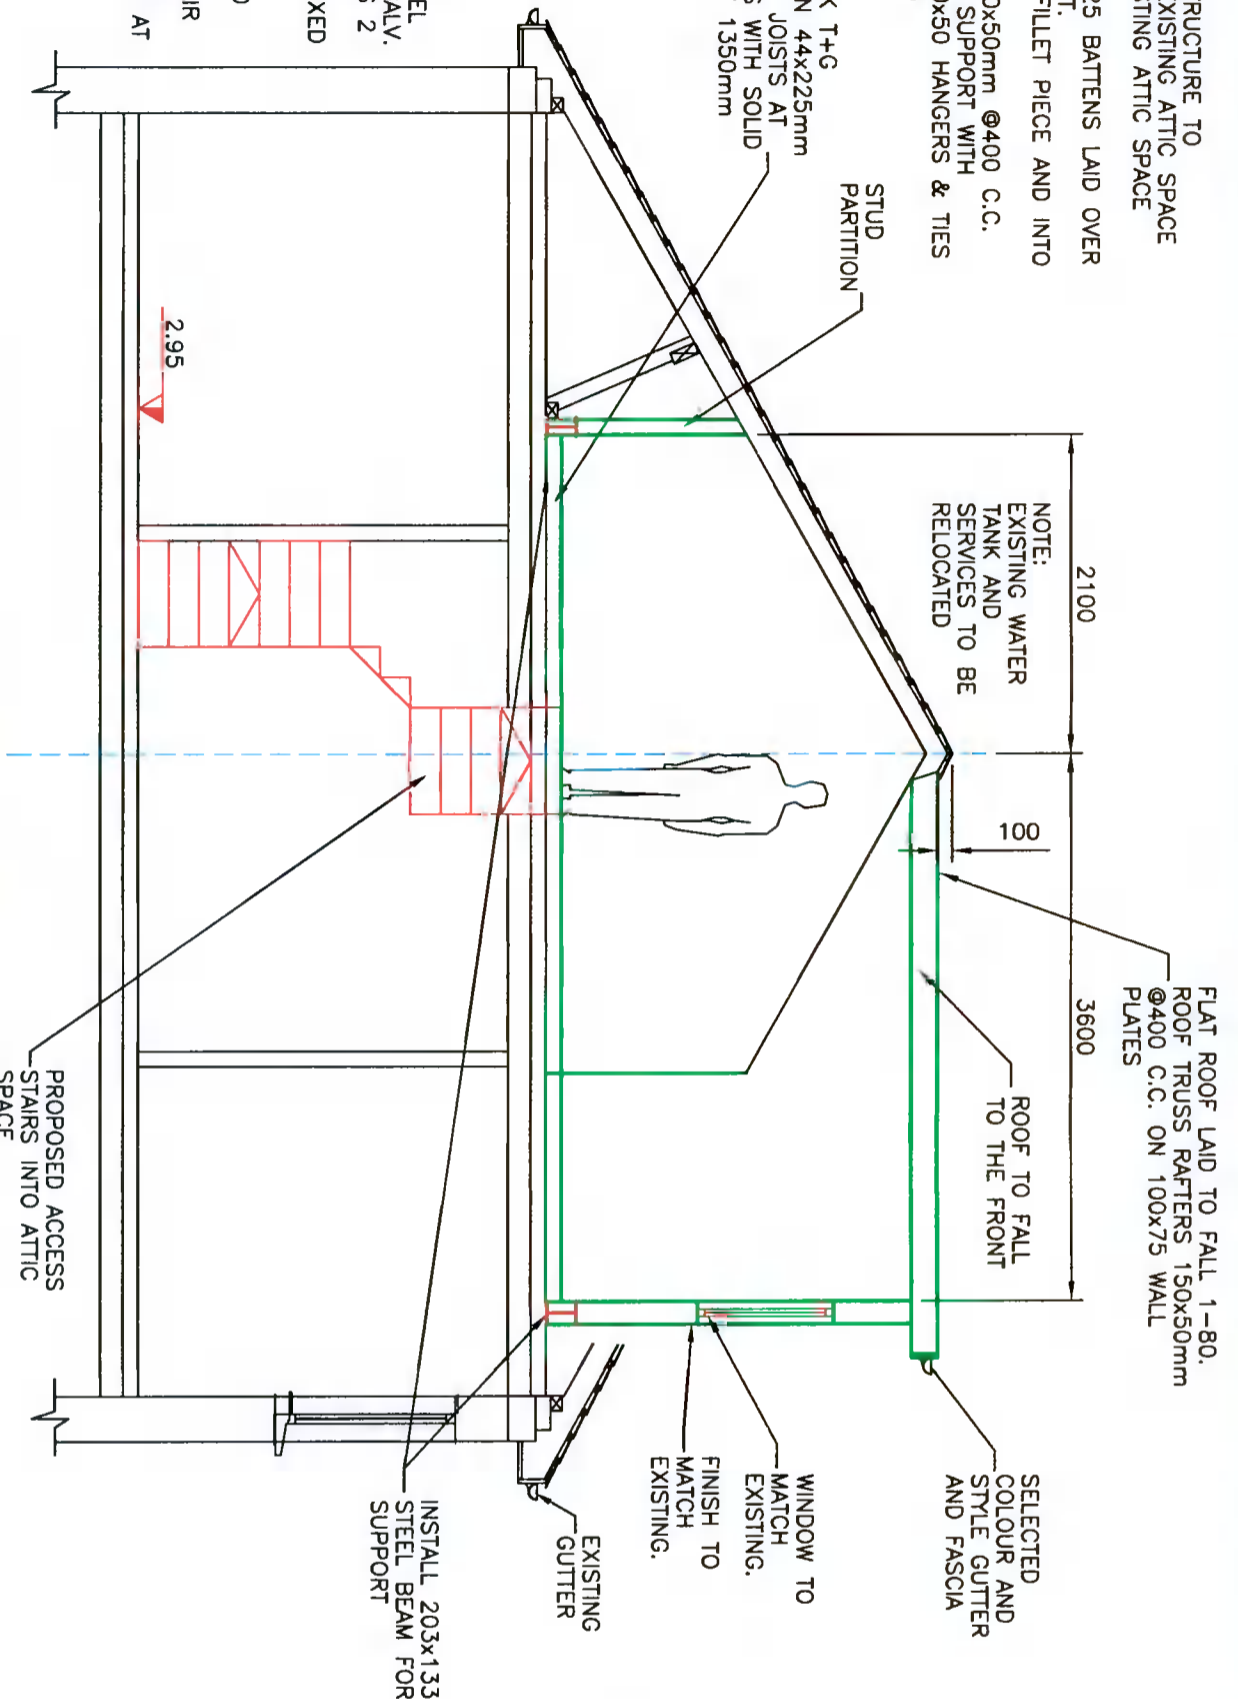 TRUCTURE TO
EXISTING ATTIC SPACE
STING ATTIC SPACE
25 BATTENS LAID OVER
T.
FILLET PIECE AND INTO
0x50mm @400 C.C.
SUPPORT WITH
0x50 HANGERS & TIES
K T+G
N 44x225mm
JOISTS AT
S WITH SOLID
1350mm
STUD
PARTITION
NOTE:
EXISTING WATER
TANK AND
SERVICES TO BE
RELOCATED
2100
3600
100
FLAT ROOF LAID TO FALL 1-80.
ROOF TRUSS RAFTERS 150x50mm
@400 C.C. ON 100x75 WALL
PLATES
ROOF TO FALL
TO THE FRONT
SELECTED
COLOUR AND
STYLE GUTTER
AND FASCIA
WINDOW TO
MATCH
EXISTING.
FINISH TO
MATCH
EXISTING.
EXISTING
GUTTER
INSTALL 203x133
STEEL BEAM FOR
SUPPORT
2.95
PROPOSED ACCESS
STAIRS INTO ATTIC
SPACE
EEL
ALV.
S 2
XED
IR
AT